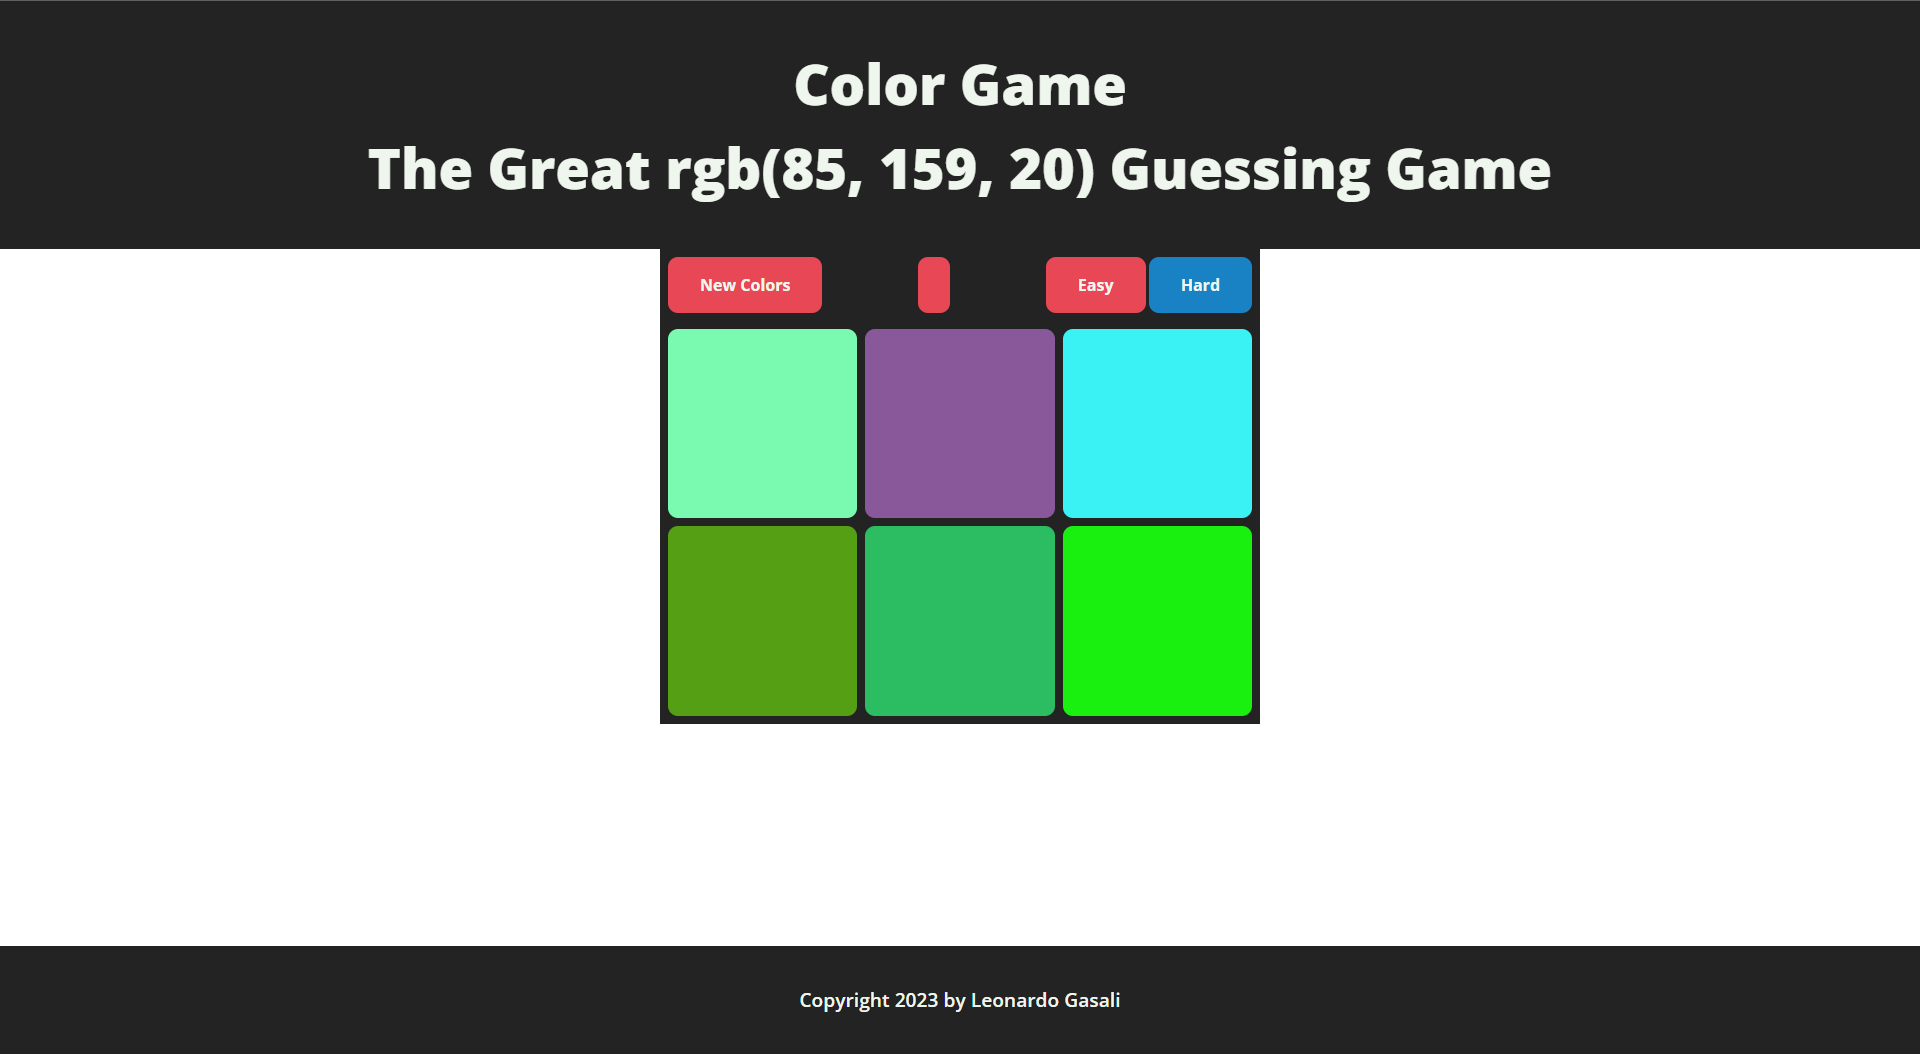 Color Game
The Great rgb(85, 159, 20) Guessing Game
New Colors
Easy
Hard
Copyright 2023 by Leonardo Gasali